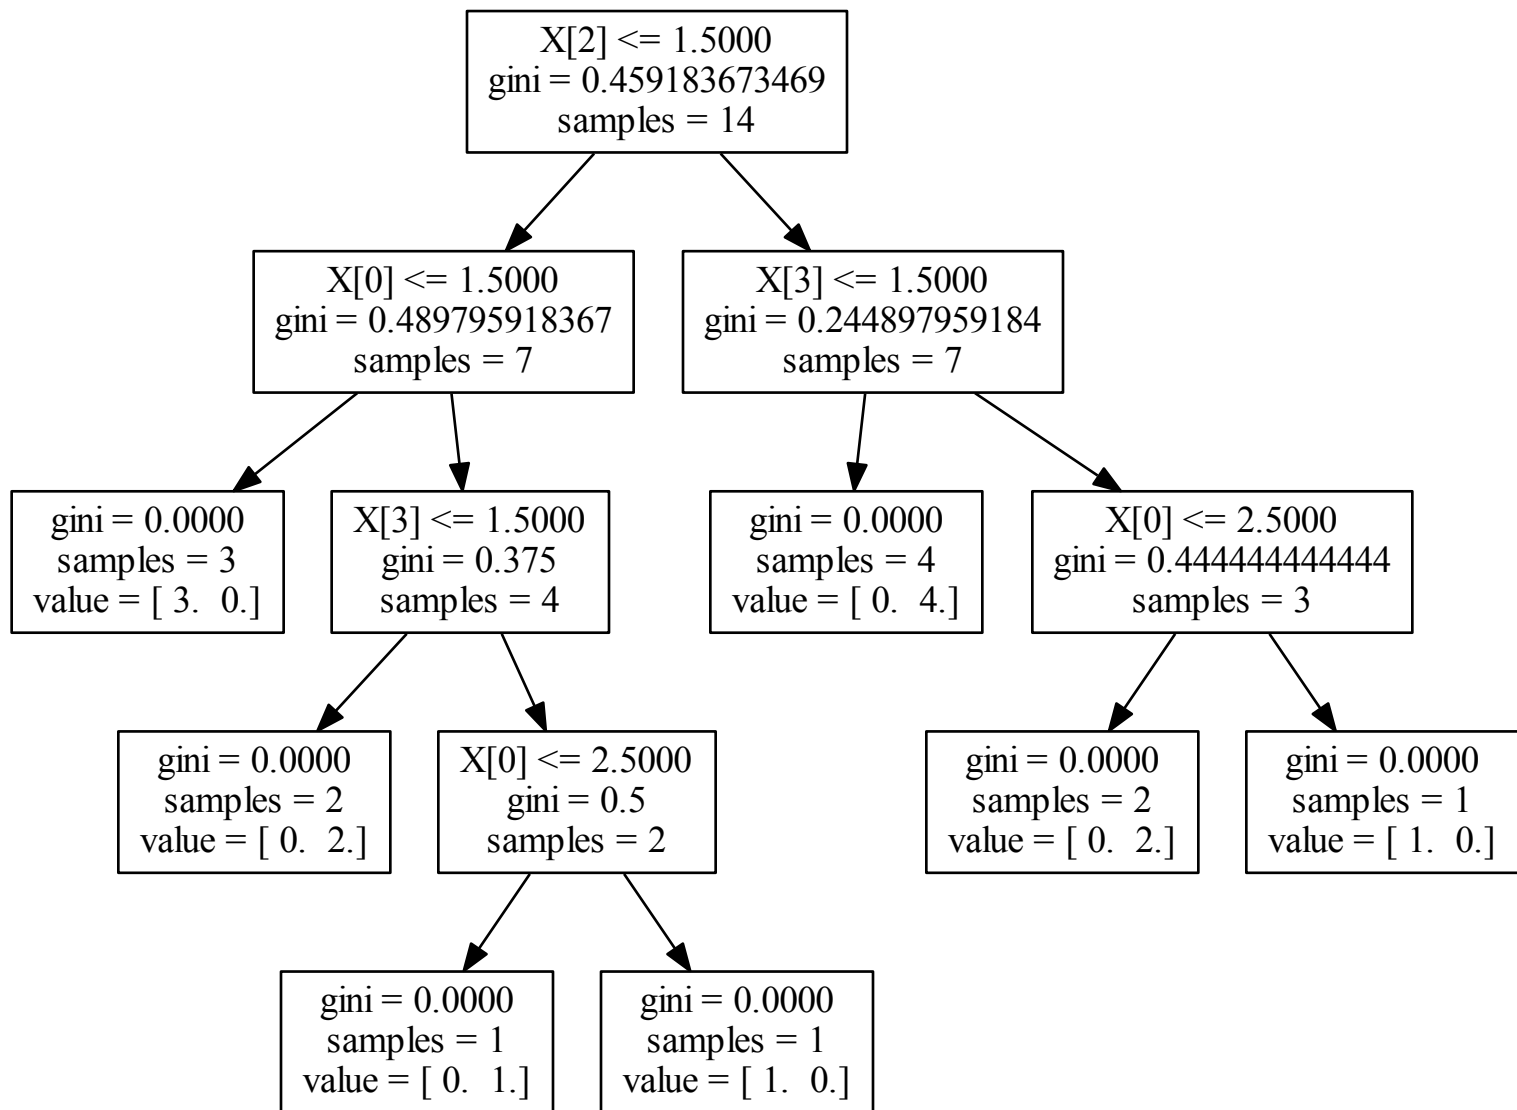 X[2] <= 1.5000
gini = 0.459183673469
samples = 14
X[0] <= 1.5000
gini = 0.489795918367
samples = 7
X[3] <= 1.5000
gini = 0.244897959184
samples = 7
gini = 0.0000
samples = 3
value = [ 3.  0.]
X[3] <= 1.5000
gini = 0.375
samples = 4
gini = 0.0000
samples = 4
value = [ 0.  4.]
X[0] <= 2.5000
gini = 0.444444444444
samples = 3
gini = 0.0000
samples = 2
value = [ 0.  2.]
X[0] <= 2.5000
gini = 0.5
samples = 2
gini = 0.0000
samples = 2
value = [ 0.  2.]
gini = 0.0000
samples = 1
value = [ 1.  0.]
gini = 0.0000
samples = 1
value = [ 0.  1.]
gini = 0.0000
samples = 1
value = [ 1.  0.]